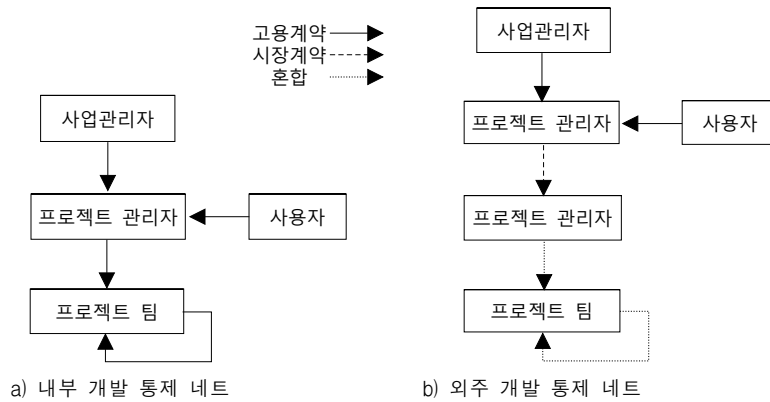 고용계약
시장계약
혼합
사업관리자
프로젝트 관리자
사용자
프로젝트 팀
a) 내부 개발 통제 네트
사업관리자
프로젝트 관리자
사용자
프로젝트 관리자
프로젝트 팀
b) 외주 개발 통제 네트